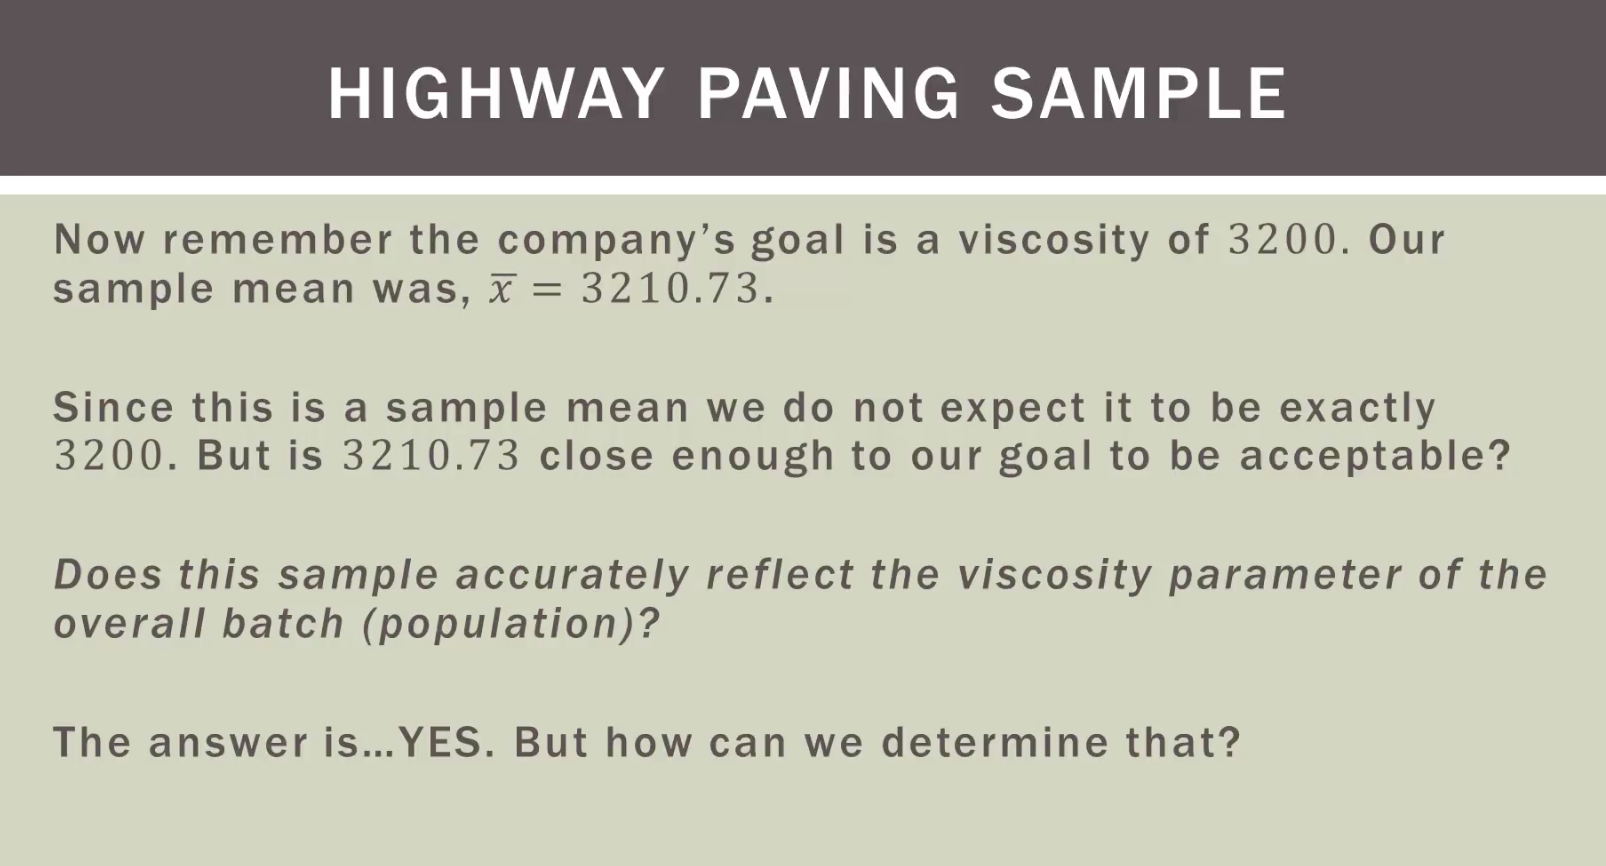 HIGHWAY PAVING SAMPLE
Now remember the company’s goal is a viscosity of 3200. Our
sample mean was, x̅ = 3210.73.
Since this is a sample mean we do not expect it to be exactly
3200. But is 3210.73 close enough to our goal to be acceptable?
Does this sample accurately reflect the viscosity parameter of the
overall batch (population)?
The answer is…YES. But how can we determine that?